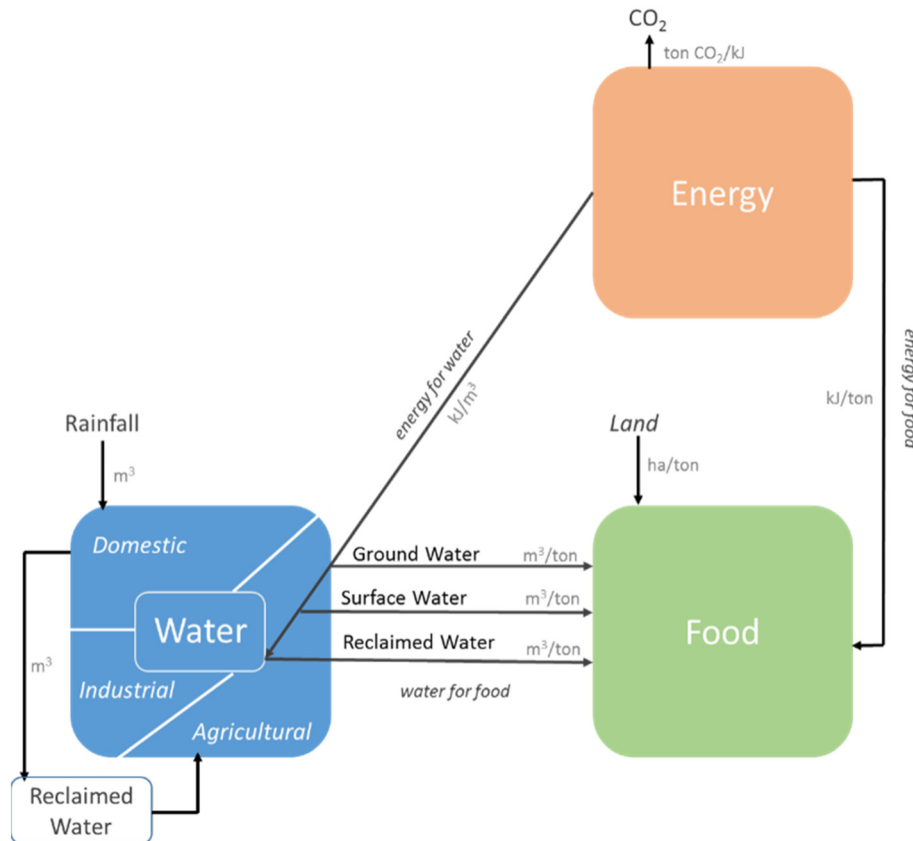 CO₂
ton CO₂/kJ
Energy
energy for water
kJ/m³
energy for food
kJ/ton
Rainfall
m³
Land
ha/ton
Domestic
Ground Water
m³/ton
Surface Water
m³/ton
Water
Food
Reclaimed Water
m³/ton
m³
Industrial
water for food
Agricultural
Reclaimed
Water